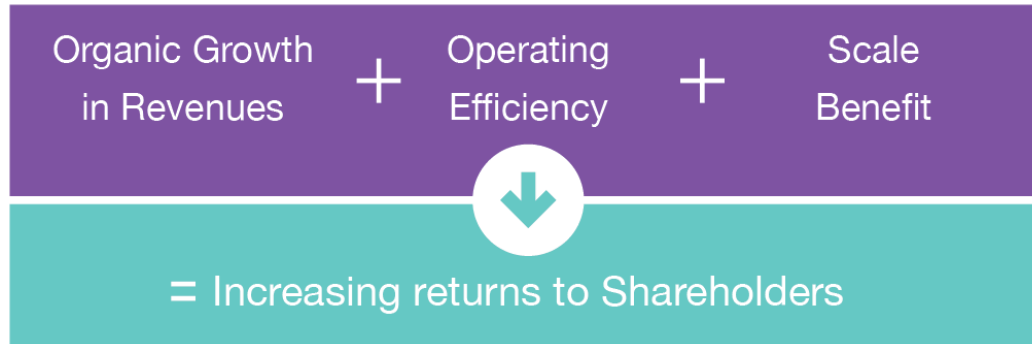 Organic Growth + Operating + Scale
in Revenues Efficiency Benefit
= Increasing returns to Shareholders